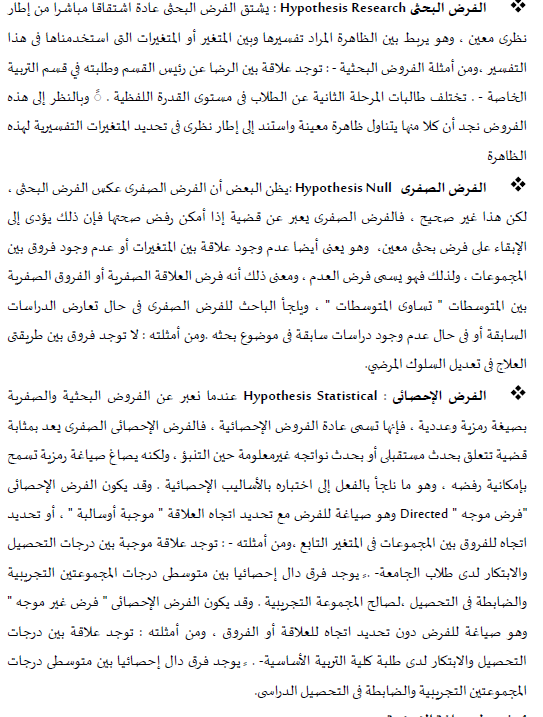 ❖ الفرض البحثى Hypothesis Research : يشتق الفرض البحثى عادة اشتقاقا مباشرا من إطار
نظرى معين ، وهو يربط بين الظاهرة المراد تفسيرها وبين المتغير أو المتغيرات التى استخدمناها فى هذا
التفسير ،ومن أمثلة الفروض البحثية - : توجد علاقة بين الرضا عن رئيس القسم وطلبته في قسم التربية
الخاصة - . تختلف طالبات المرحلة الثانية عن الطلاب فى مستوى القدرة اللفظية . وبالنظر إلى هذه
الفروض نجد أن كلا منها يتناول ظاهرة معينة واستند إلى إطار نظرى فى تحديد المتغيرات التفسيرية لهذه
الظاهرة
❖ الفرض الصفرى Hypothesis Null :يظن البعض أن الفرض الصفرى عكس الفرض البحثى ،
لكن هذا غير صحيح ، فالفرض الصفرى يعبر عن قضية إذا أمكن رفض صحتها فإن ذلك يؤدى إلى
الإبقاء على فرض بحثى معين، وهو يعنى أيضا عدم وجود علاقة بين المتغيرات أو عدم وجود فروق بين
المجموعات ، ولذلك فهو يسمى فرض العدم ، ومعنى ذلك أنه فرض العلاقة الصفرية أو الفروق الصفرية
بين المتوسطات " تساوى المتوسطات " ، ويلجأ الباحث للفرض الصفرى فى حال تعارض الدراسات
السابقة أو فى حال عدم وجود دراسات سابقة فى موضوع بحثه .ومن أمثلته : لا توجد فروق بين طريقتى
العلاج فى تعديل السلوك المرضي.
❖ الفرض الإحصائى : Hypothesis Statistical عندما نعبر عن الفروض البحثية والصفرية
بصيغة رمزية وعددية ، فإنها تسمى عادة الفروض الإحصائية ، فالفرض الإحصائى الصفرى يعد بمثابة
قضية تتعلق بحدث مستقبلى أو بحدث نواتجه غيرمعلومة حين التنبؤ ، ولكنه يصاغ صياغة رمزية تسمح
بإمكانية رفضه ، وهو ما نلجأ بالفعل إلى اختباره بالأساليب الإحصائية . وقد يكون الفرض الإحصائى
"فرض موجه " Directed وهو صياغة للفرض مع تحديد اتجاه العلاقة " موجبة أوسالبة " ، أو تحديد
اتجاه للفروق بين المجموعات فى المتغير التابع ،ومن أمثلته - : توجد علاقة موجبة بين درجات التحصيل
والابتكار لدى طلاب الجامعة- .ء يوجد فرق دال إحصائيا بين متوسطى درجات المجموعتين التجريبية
والضابطة فى التحصيل ،لصالح المجموعة التجريبية . وقد يكون الفرض الإحصائى " فرض غير موجه "
وهو صياغة للفرض دون تحديد اتجاه للعلاقة أو الفروق ، ومن أمثلته : توجد علاقة بين درجات
التحصيل والابتكار لدى طلبة كلية التربية الأساسية- . ء يوجد فرق دال إحصائيا بين متوسطى درجات
المجموعتين التجريبية والضابطة فى التحصيل الدراسى.